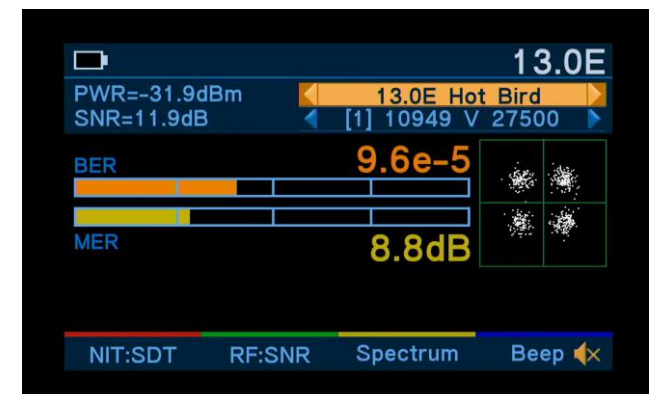 13.0E
PWR=-31.9dBm
13.0E Hot Bird
SNR=11.9dB
[1] 10949 V 27500
BER
9.6e-5
MER
8.8dB
NIT:SDT RF:SNR Spectrum Beep